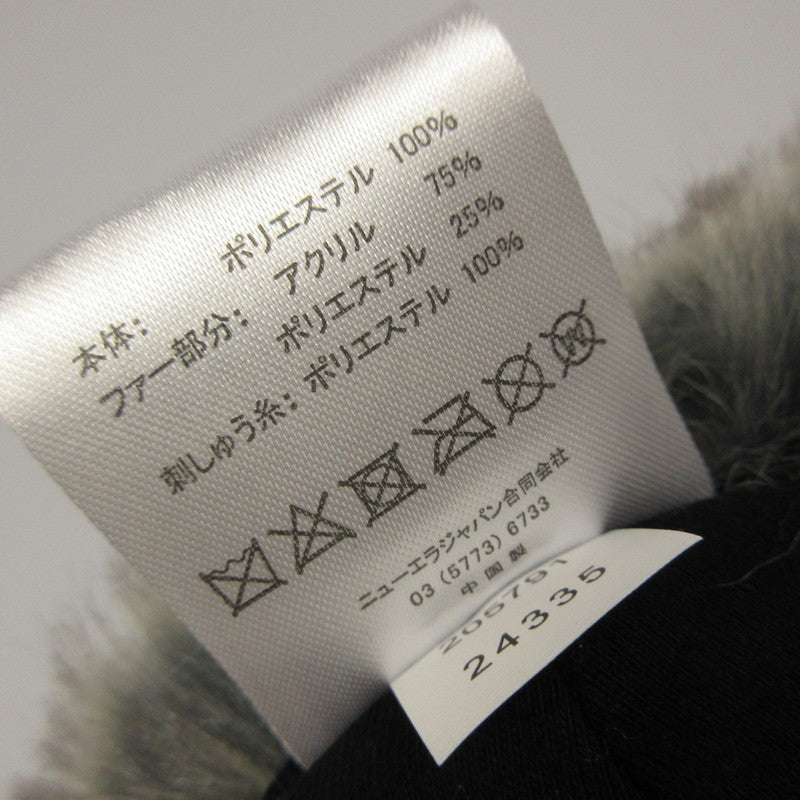 本体: ポリエステル 100%
ファー部分: アクリル 75%
ポリエステル 25%
刺しゅう糸: ポリエステル 100%
ニューエラジャパン合同会社
03 (5773) 6733
中国製
205791
24335